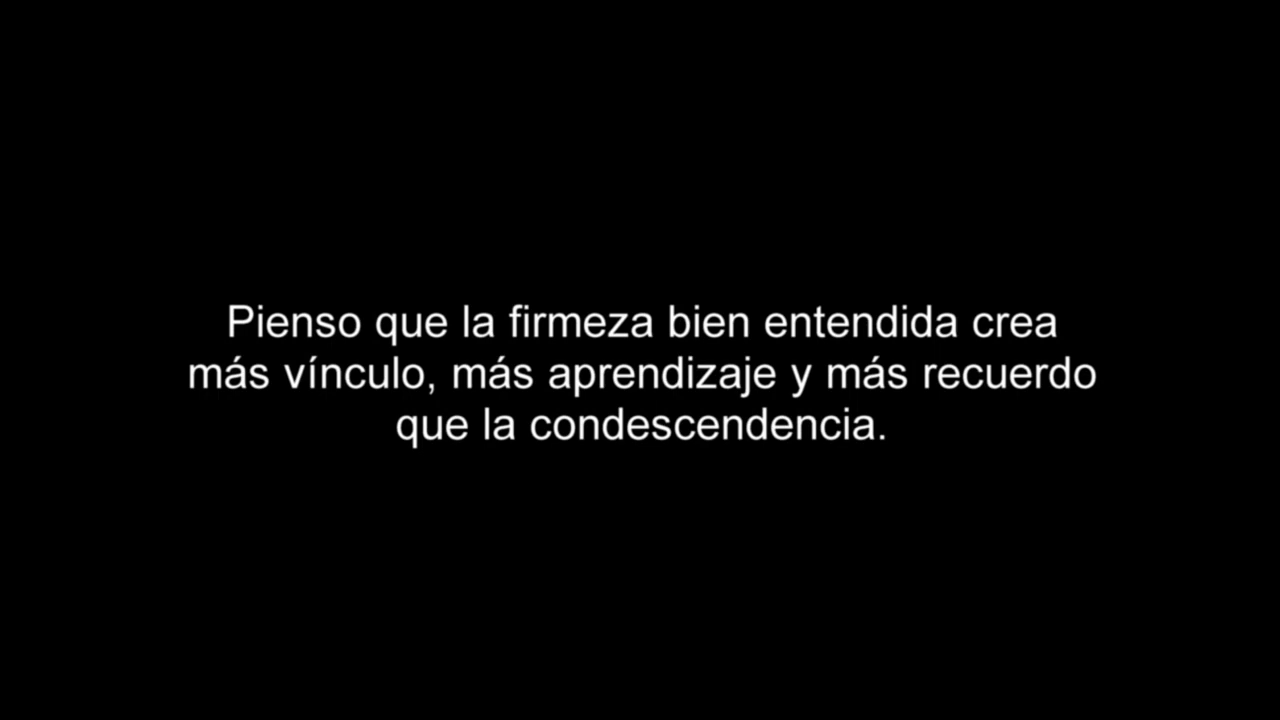 Pienso que la firmeza bien entendida crea
más vínculo, más aprendizaje y más recuerdo
que la condescendencia.